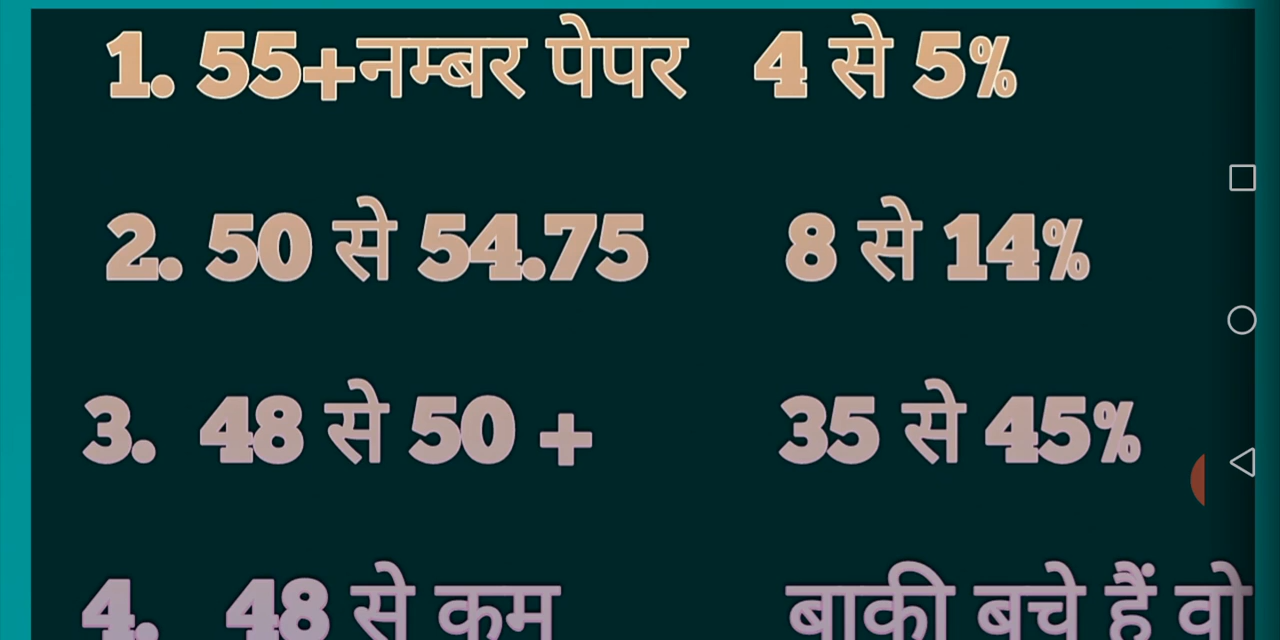 1. 55+नम्बर पेपर 4 से 5%
2. 50 से 54.75 8 से 14%
3. 48 से 50 + 35 से 45%
4. 48 से कम बाकी बचे हैं वो